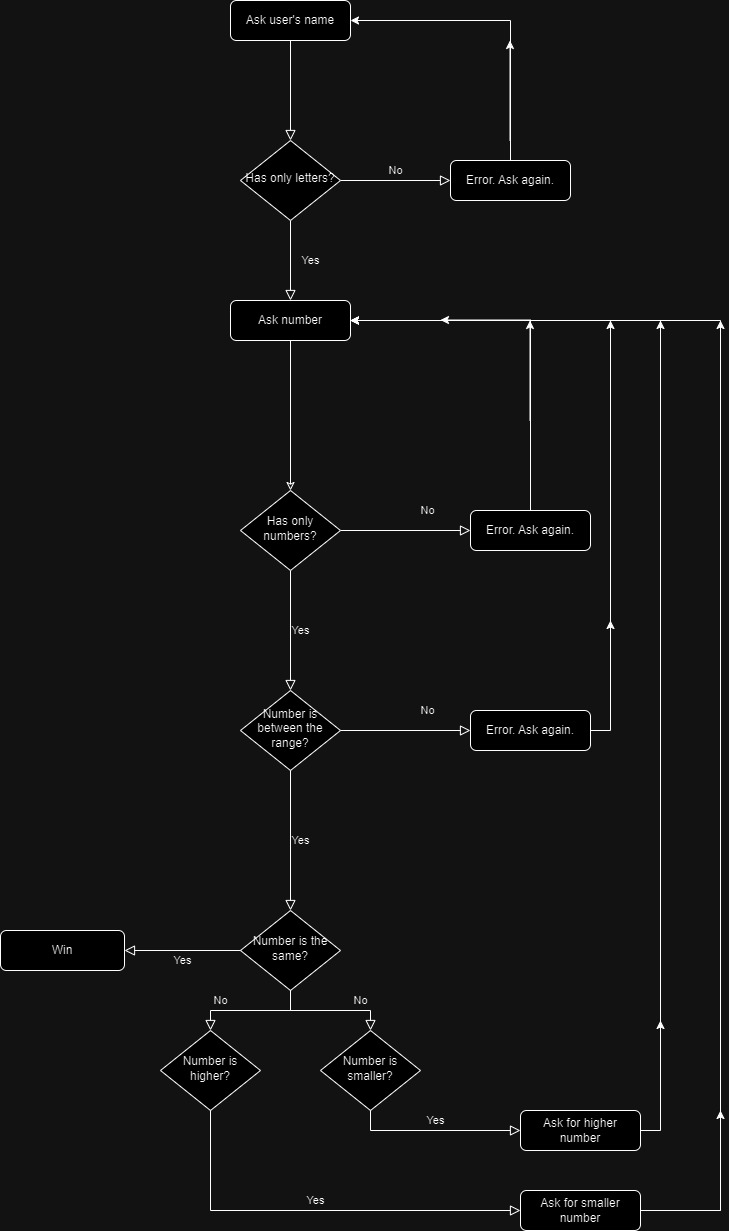 Ask user's name
Has only letters?
No
Error. Ask again.
Yes
Ask number
Has only
numbers?
No
Error. Ask again.
Yes
Number is
between the
range?
No
Error. Ask again.
Yes
Number is the
same?
Yes
Win
No
No
Number is
higher?
Number is
smaller?
Yes
Ask for higher
number
Yes
Ask for smaller
number